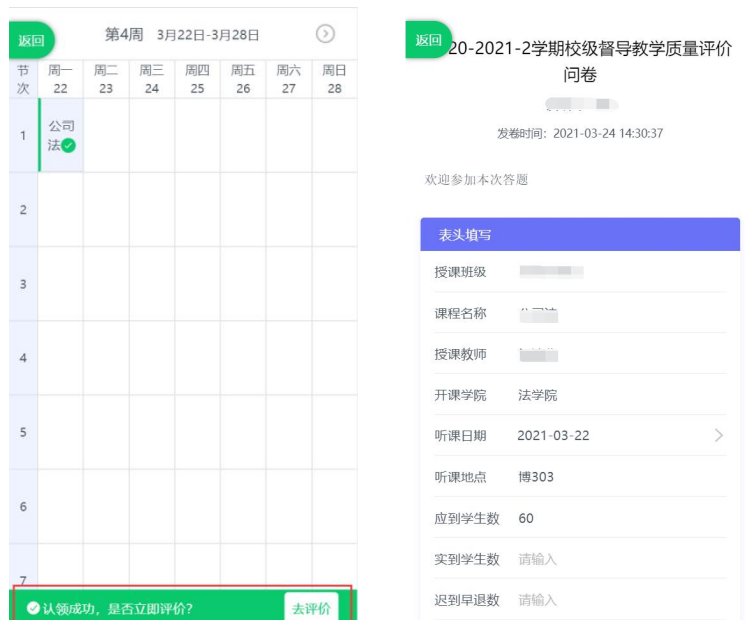 返回
第4周 3月22日-3月28日
节次 周一 22 周二 23 周三 24 周四 25 周五 26 周六 27 周日 28
1 公司法
2
3
4
5
6
7
认领成功，是否立即评价？ 去评价
返回
20-2021-2学期校级督导教学质量评价
问卷
发卷时间：2021-03-24 14:30:37
欢迎参加本次答题
表头填写
授课班级
课程名称
授课教师
开课学院 法学院
听课日期 2021-03-22
听课地点 博303
应到学生数 60
实到学生数 请输入
迟到早退数 请输入